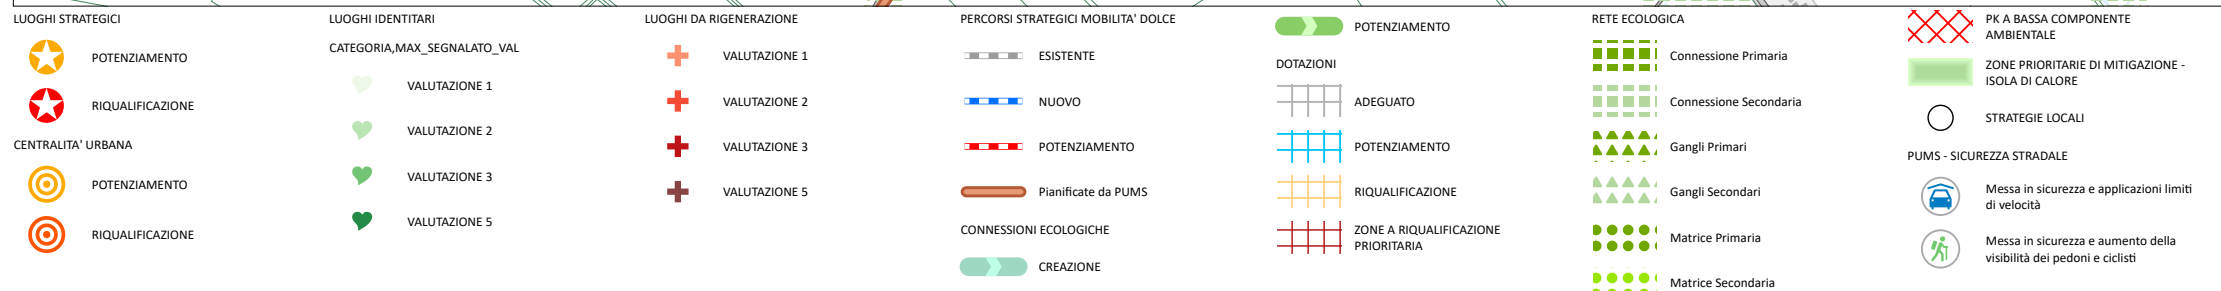 LUOGHI STRATEGICI
POTENZIAMENTO
RIQUALIFICAZIONE
CENTRALITA' URBANA
POTENZIAMENTO
RIQUALIFICAZIONE
LUOGHI IDENTITARI
CATEGORIA,MAX_SEGNALATO_VAL
VALUTAZIONE 1
VALUTAZIONE 2
VALUTAZIONE 3
VALUTAZIONE 5
LUOGHI DA RIGENERAZIONE
VALUTAZIONE 1
VALUTAZIONE 2
VALUTAZIONE 3
VALUTAZIONE 5
PERCORSI STRATEGICI MOBILITA' DOLCE
ESISTENTE
NUOVO
POTENZIAMENTO
Pianificate da PUMS
CONNESSIONI ECOLOGICHE
CREAZIONE
POTENZIAMENTO
DOTAZIONI
ADEGUATO
POTENZIAMENTO
RIQUALIFICAZIONE
ZONE A RIQUALIFICAZIONE
PRIORITARIA
RETE ECOLOGICA
Connessione Primaria
Connessione Secondaria
Gangli Primari
Gangli Secondari
Matrice Primaria
Matrice Secondaria
PK A BASSA COMPONENTE
AMBIENTALE
ZONE PRIORITARIE DI MITIGAZIONE -
ISOLA DI CALORE
STRATEGIE LOCALI
PUMS - SICUREZZA STRADALE
Messa in sicurezza e applicazioni limiti
di velocità
Messa in sicurezza e aumento della
visibilità dei pedoni e ciclisti